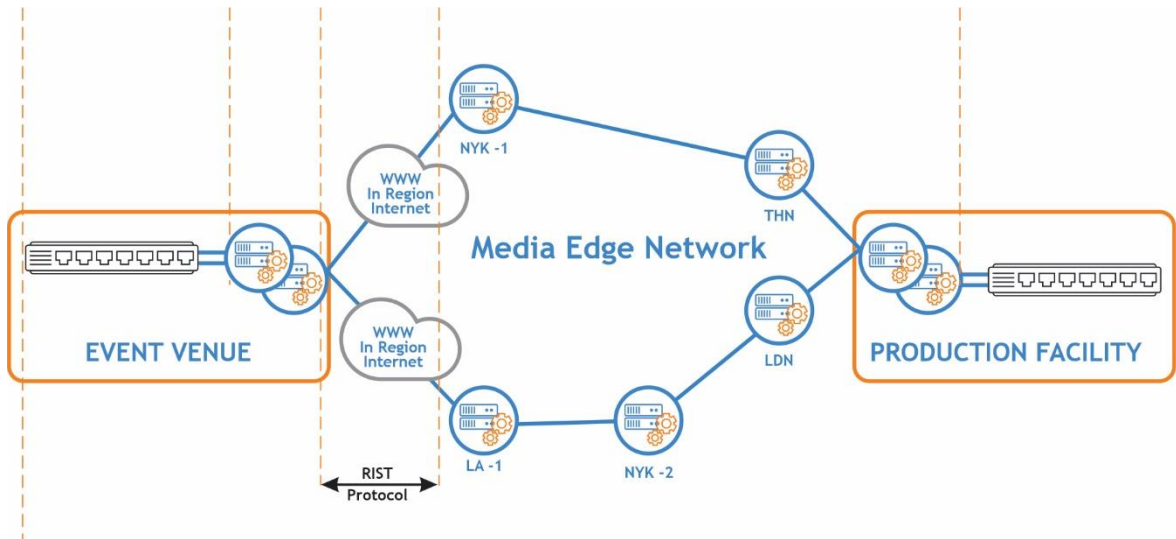 NYK -1
WWW
In Region
Internet
THN
Media Edge Network
EVENT VENUE
WWW
In Region
Internet
LDN
PRODUCTION FACILITY
LA -1
NYK -2
RIST
Protocol